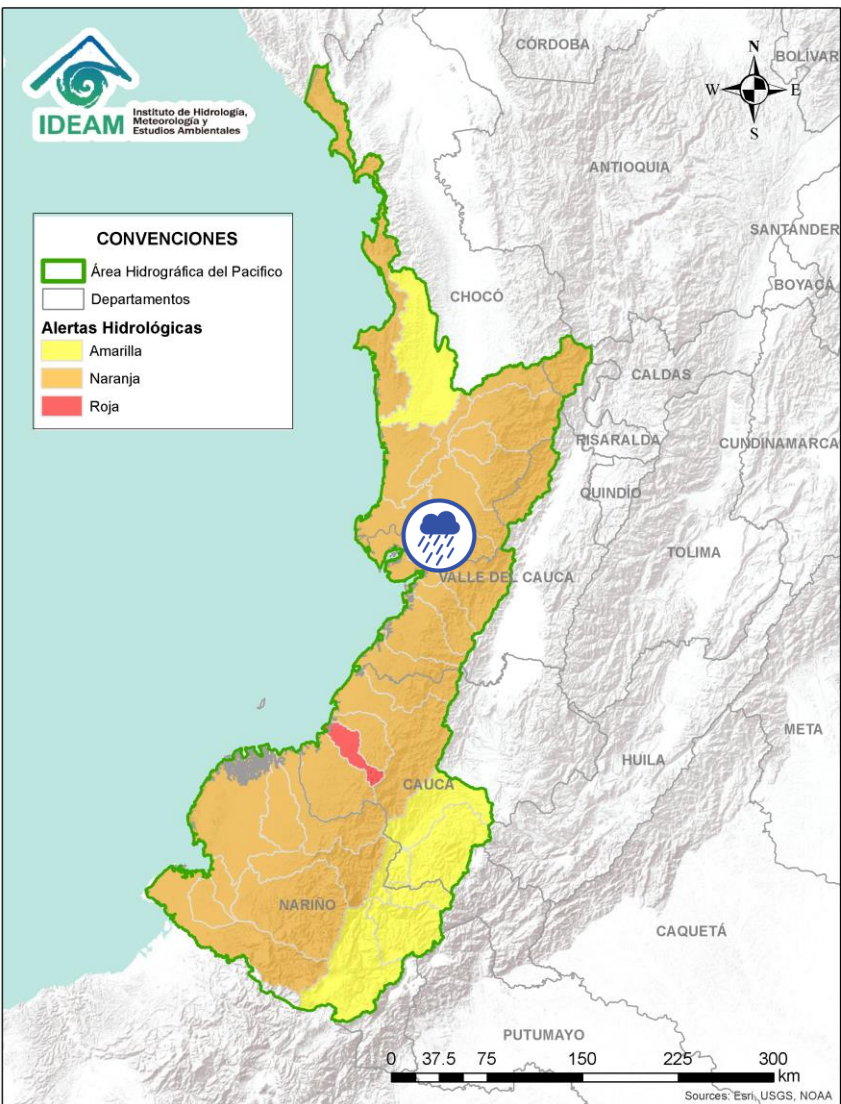 IDEAM
Instituto de Hidrología,
Meteorología y
Estudios Ambientales
CÓRDOBA
BOLÍVAR
N
W
E
S
ANTIOQUIA
SANTANDER
BOYACÁ
CONVENCIONES
Área Hidrográfica del Pacifico
Departamentos
Alertas Hidrológicas
Amarilla
Naranja
Roja
CHOCÓ
CALDAS
RISARALDA
CUNDINAMARCA
QUINDÍO
TOLIMA
VALLE DEL CAUCA
META
HUILA
CAUCA
NARIÑO
CAQUETÁ
PUTUMAYO
0 37.5 75 150 225 300
km
Sources: Esri, USGS, NOAA